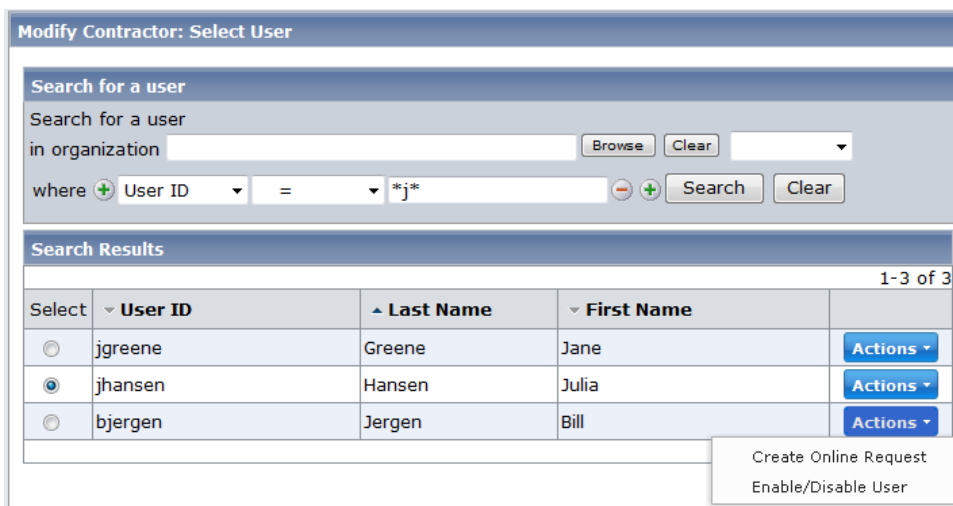 Modify Contractor: Select User
Search for a user
Search for a user
in organization Browse Clear
where User ID = *j* Search Clear
Search Results
1-3 of 3
Select User ID Last Name First Name
jgreene Greene Jane Actions
jhansen Hansen Julia Actions
bjergen Jergen Bill Actions
Create Online Request
Enable/Disable User